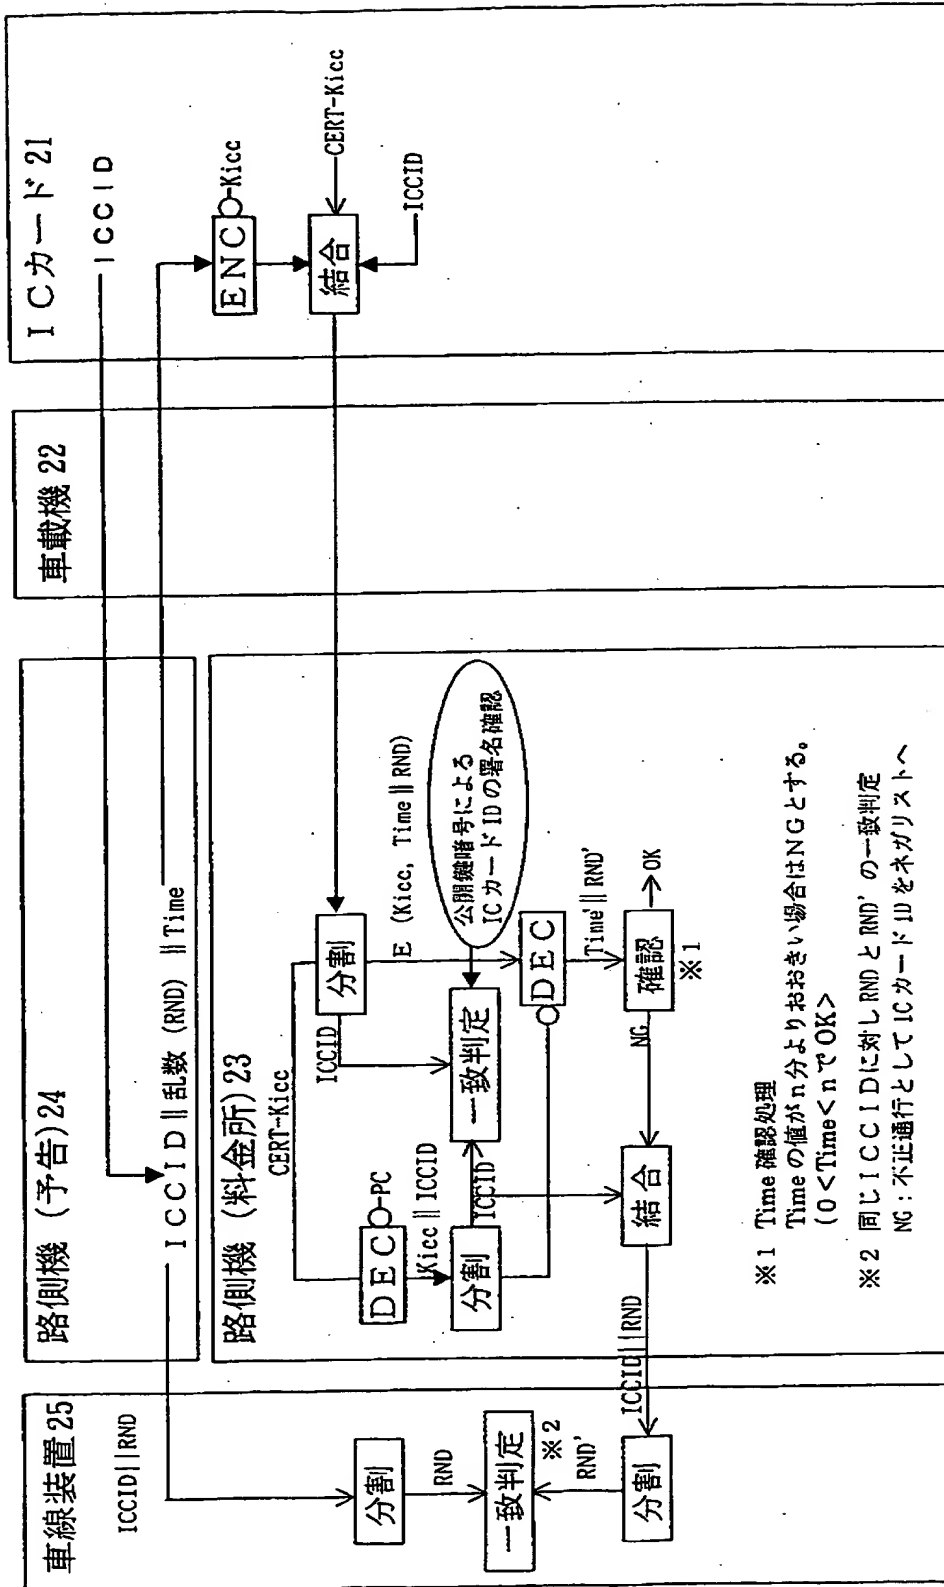 車線装置25
ICCID||RND
分割
RND
一致判定
※2
RND'
分割
ICCID||RND
路側機 (予告)24
ICCID||乱数 (RND) ||Time
路側機 (料金所)23
CERT-Kicc
DEC
PC
Kicc||ICCID
分割
ICCID
分割
ICCID
一致判定
E (Kicc, Time||RND)
公開鍵暗号による
ICカードIDの署名確認
DEC
Time'||RND'
確認
※1
OK
NG
結合
※1 Time確認処理
Timeの値がn分よりおおきい場合はNGとする。
(0<Time<nでOK>
※2 同じICCIDに対しRNDとRND'の一致判定
NG:不正通行としてICカードIDをネガリストへ
車載機22
ICカード21
ICCID
ENC
Kicc
結合
CERT-Kicc
ICCID